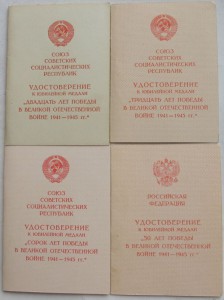 СОЮЗ
СОВЕТСКИХ
СОЦИАЛИСТИЧЕСКИХ
РЕСПУБЛИК
УДОСТОВЕРЕНИЕ
К ЮБИЛЕЙНОЙ МЕДАЛИ
„ДВАДЦАТЬ ЛЕТ ПОБЕДЫ
В ВЕЛИКОЙ ОТЕЧЕСТВЕННОЙ
ВОЙНЕ 1941—1945 гг.“
СОЮЗ
СОВЕТСКИХ
СОЦИАЛИСТИЧЕСКИХ
РЕСПУБЛИК
УДОСТОВЕРЕНИЕ
К ЮБИЛЕЙНОЙ МЕДАЛИ
„ТРИДЦАТЬ ЛЕТ ПОБЕДЫ
В ВЕЛИКОЙ ОТЕЧЕСТВЕННОЙ
ВОЙНЕ 1941—1945 гг.“
СОЮЗ
СОВЕТСКИХ
СОЦИАЛИСТИЧЕСКИХ
РЕСПУБЛИК
УДОСТОВЕРЕНИЕ
К ЮБИЛЕЙНОЙ МЕДАЛИ
„СОРОК ЛЕТ ПОБЕДЫ
В ВЕЛИКОЙ ОТЕЧЕСТВЕННОЙ
ВОЙНЕ 1941—1945 гг.“
РОССИЙСКАЯ
ФЕДЕРАЦИЯ
УДОСТОВЕРЕНИЕ
К ЮБИЛЕЙНОЙ МЕДАЛИ
„50 ЛЕТ ПОБЕДЫ
В ВЕЛИКОЙ ОТЕЧЕСТВЕННОЙ
ВОЙНЕ 1941—1945 гг.“